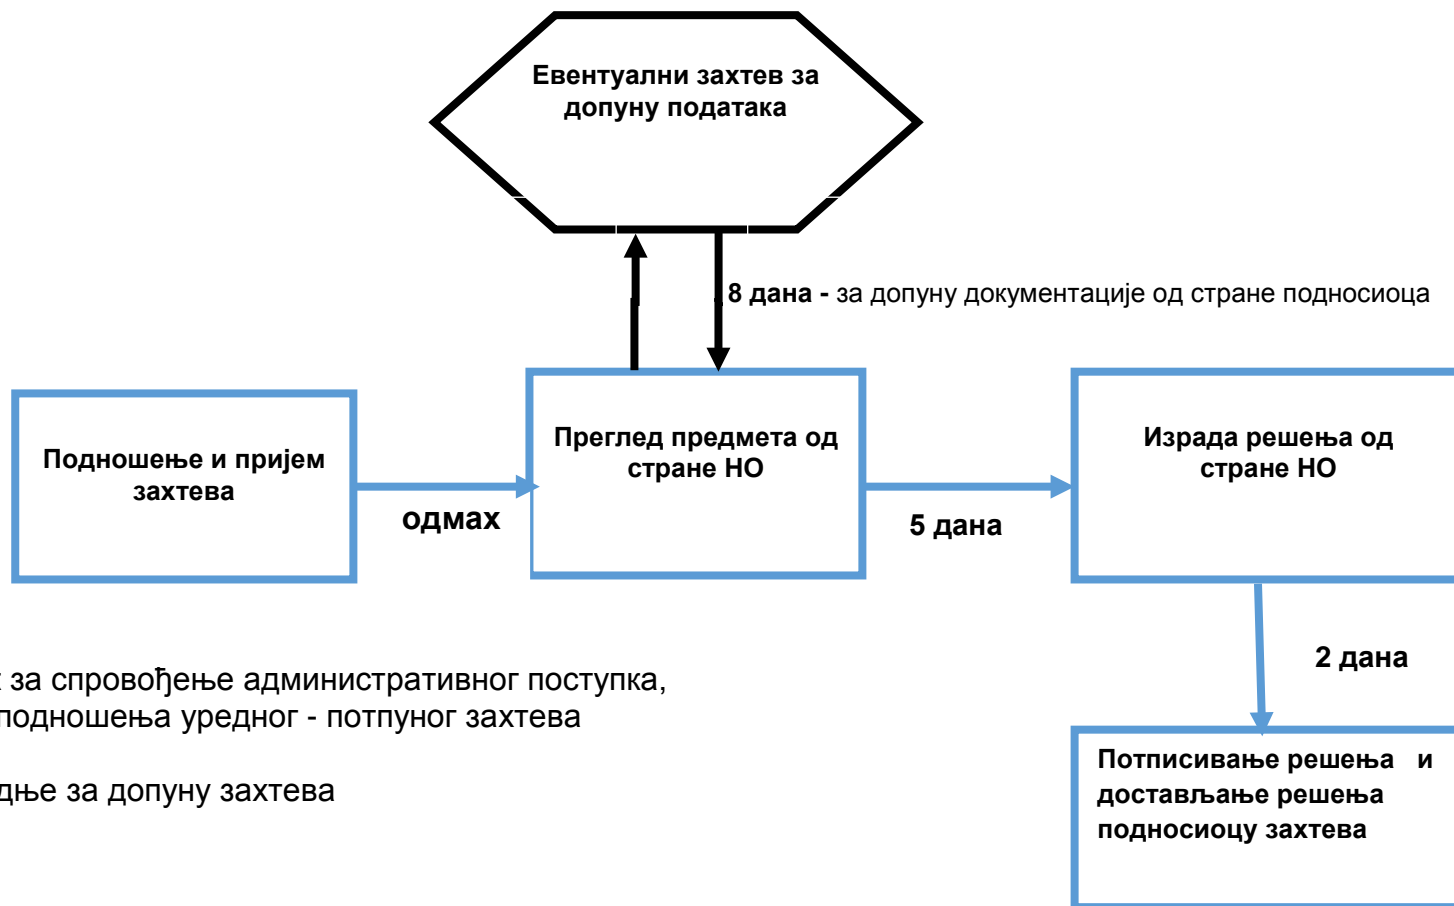 Евентуални захтев за
допуну података
8 дана - за допуну документације од стране подносиоца
Подношење и пријем
захтева
одмах
Преглед предмета од
стране НО
5 дана
Израда решења од
стране НО
2 дана
за спровођење административног поступка,
подношења уредног - потпуног захтева
за допуну захтева
Потписивање решења и
достављање решења
подносиоцу захтева